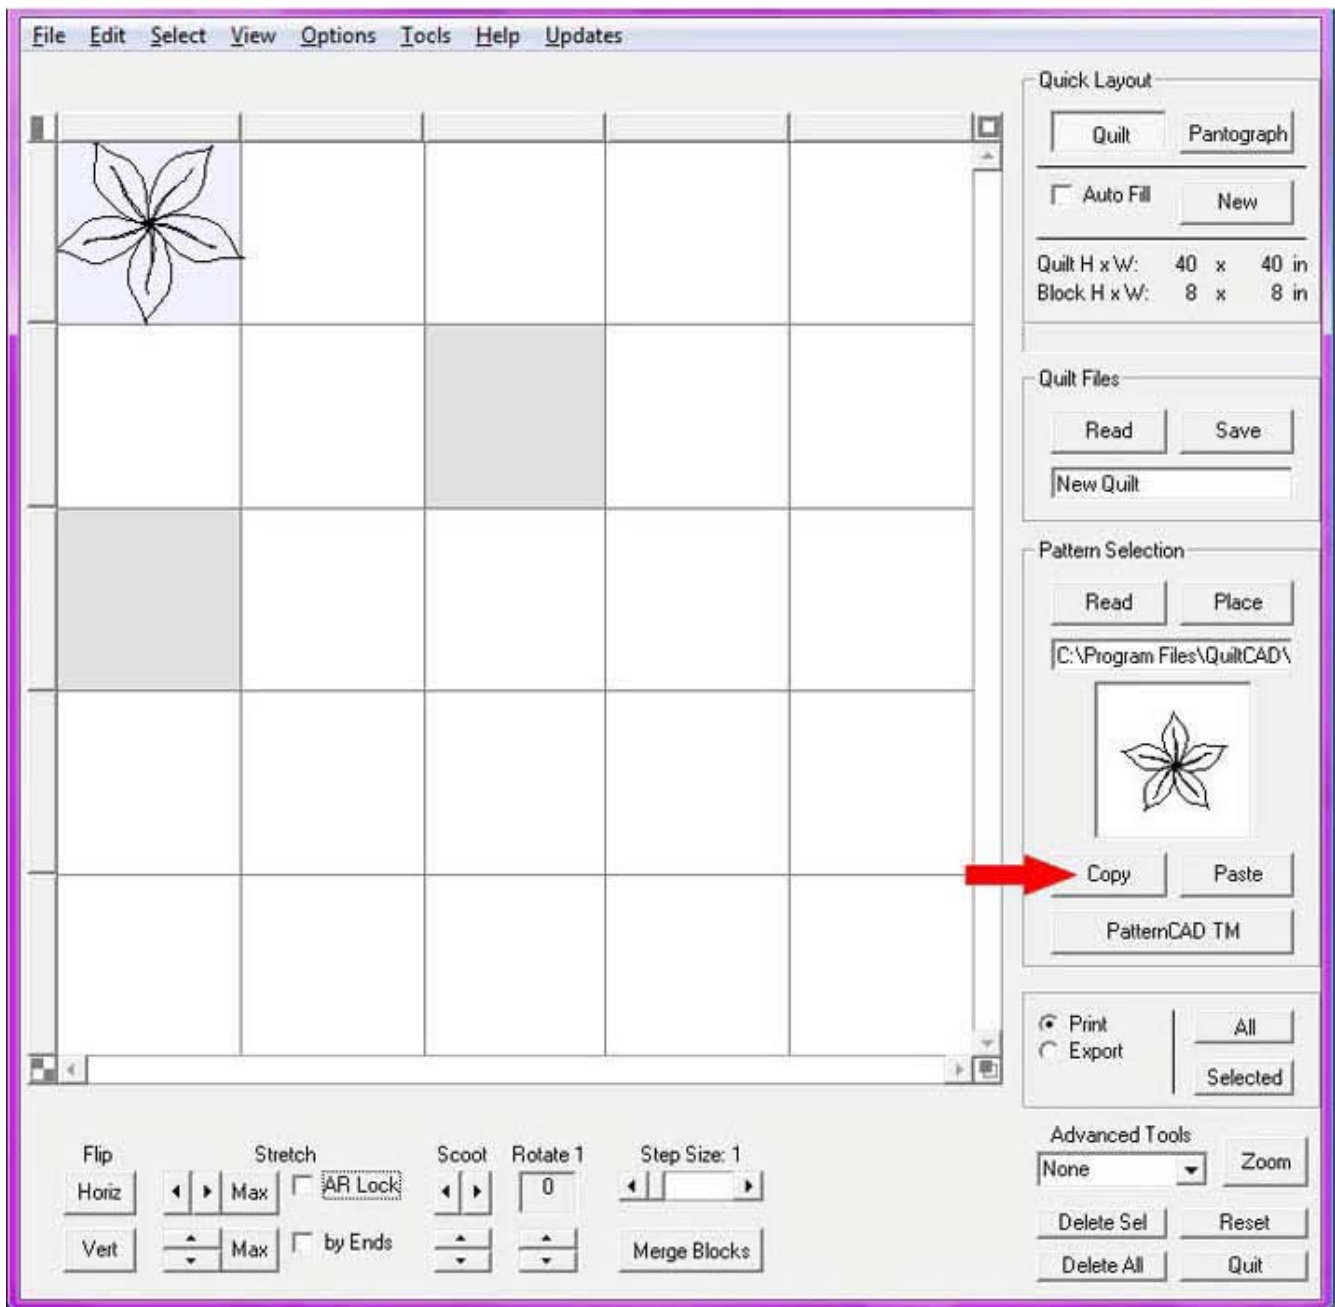 File Edit Select View Options Tools Help Updates
Quick Layout
Quilt Pantograph
Auto Fill New
Quilt H x W: 40 x 40 in
Block H x W: 8 x 8 in
Quilt Files
Read Save
New Quilt
Pattern Selection
Read Place
C:\Program Files\QuiltCAD\
Copy Paste
PatternCAD TM
Print All
Export
Selected
Flip Stretch Scoot Rotate 1 Step Size: 1
Horiz Max AR Lock 0
Vert Max by Ends Merge Blocks
Advanced Tools
None Zoom
Delete Sel Reset
Delete All Quit